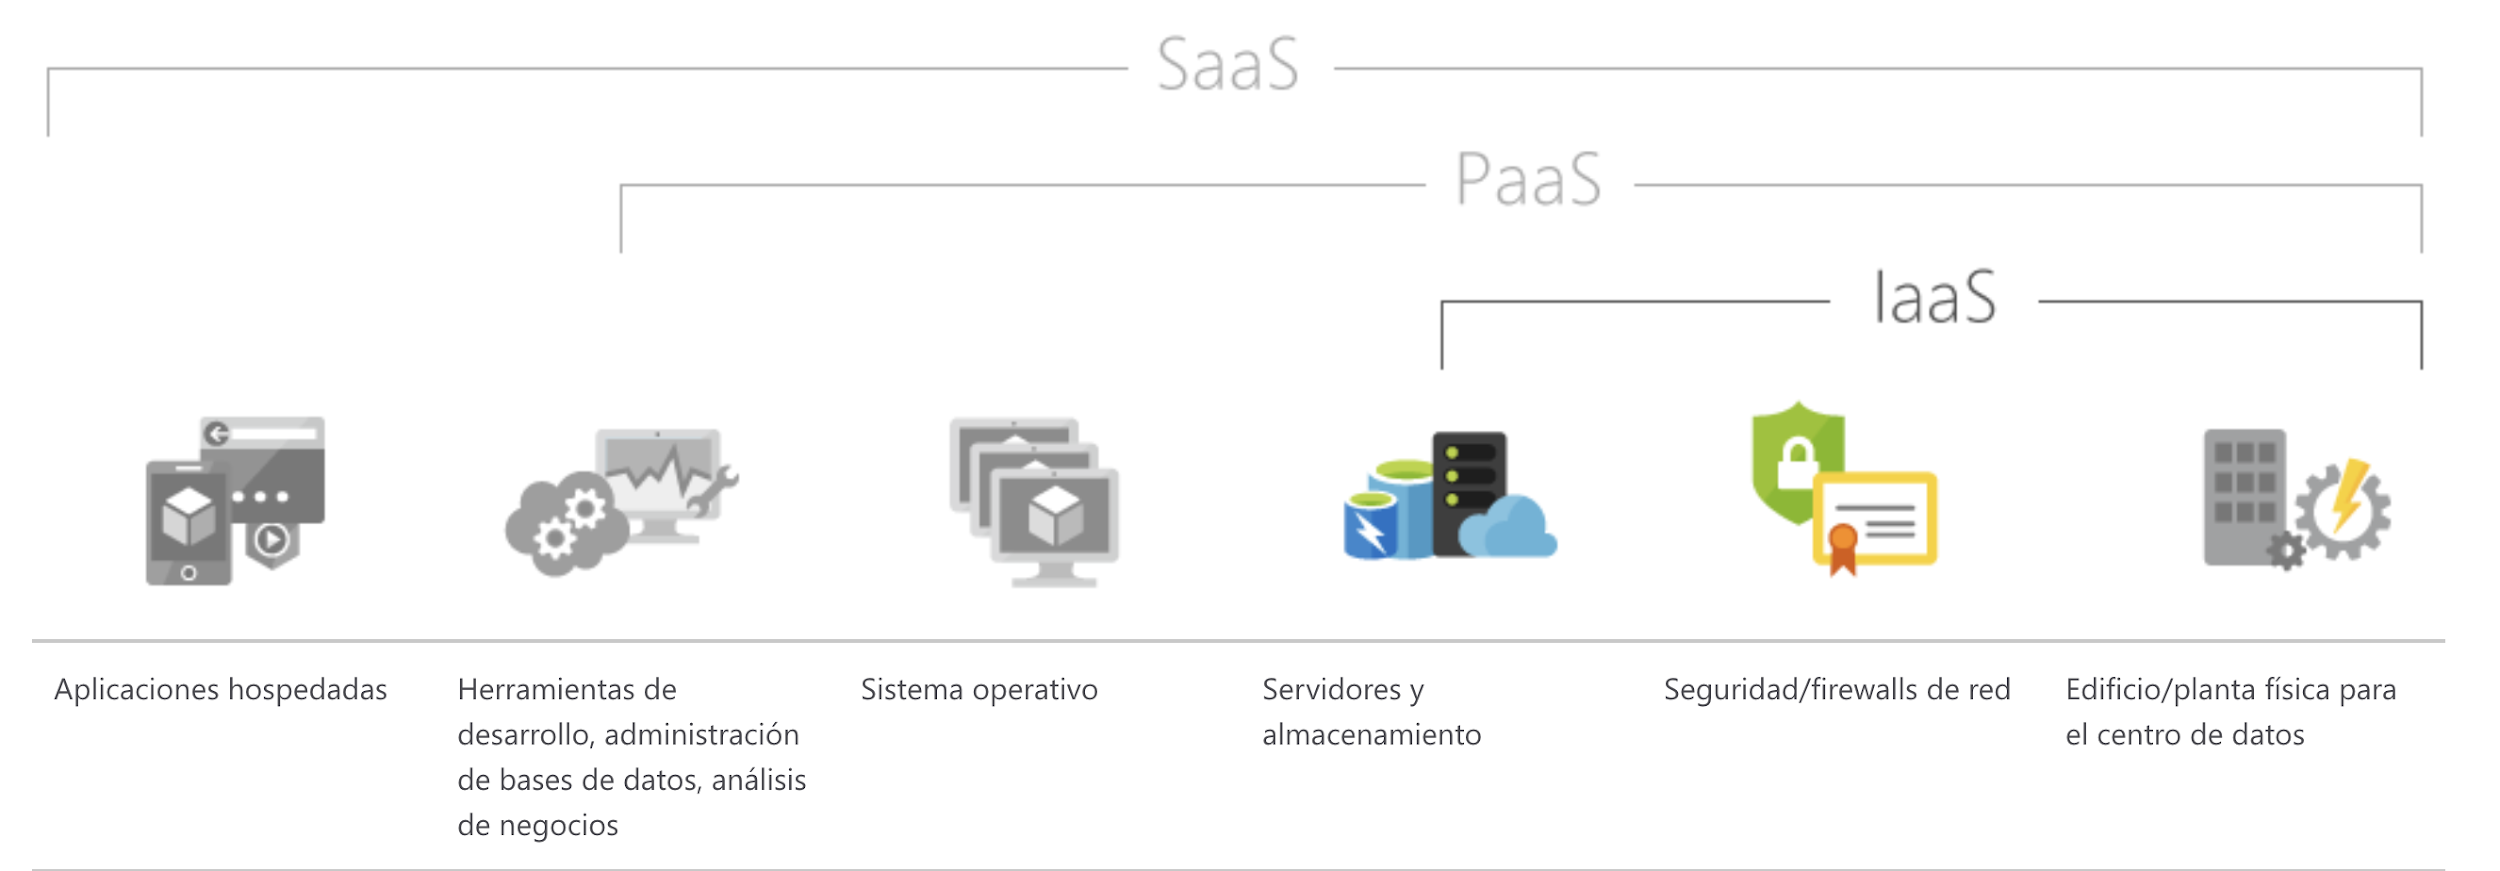 SaaS
PaaS
IaaS
Aplicaciones hospedadas
Herramientas de
desarrollo, administración
de bases de datos, análisis
de negocios
Sistema operativo
Servidores y
almacenamiento
Seguridad/firewalls de red
Edificio/planta física para
el centro de datos